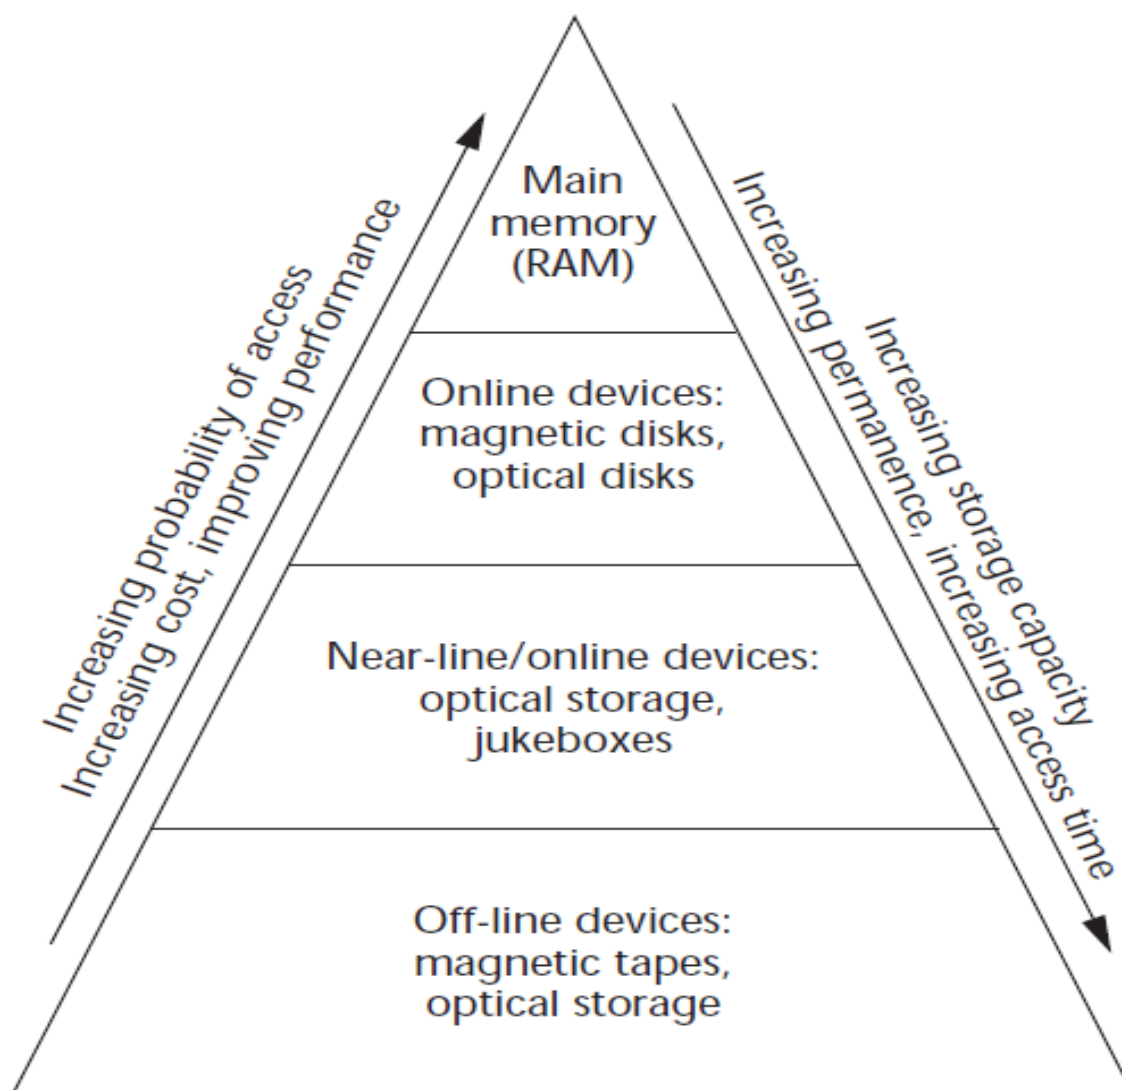 Main
memory
(RAM)
Online devices:
magnetic disks,
optical disks
Near-line/online devices:
optical storage,
jukeboxes
Off-line devices:
magnetic tapes,
optical storage
Increasing probability of access
Increasing cost, improving performance
Increasing storage capacity
Increasing permanence, increasing access time